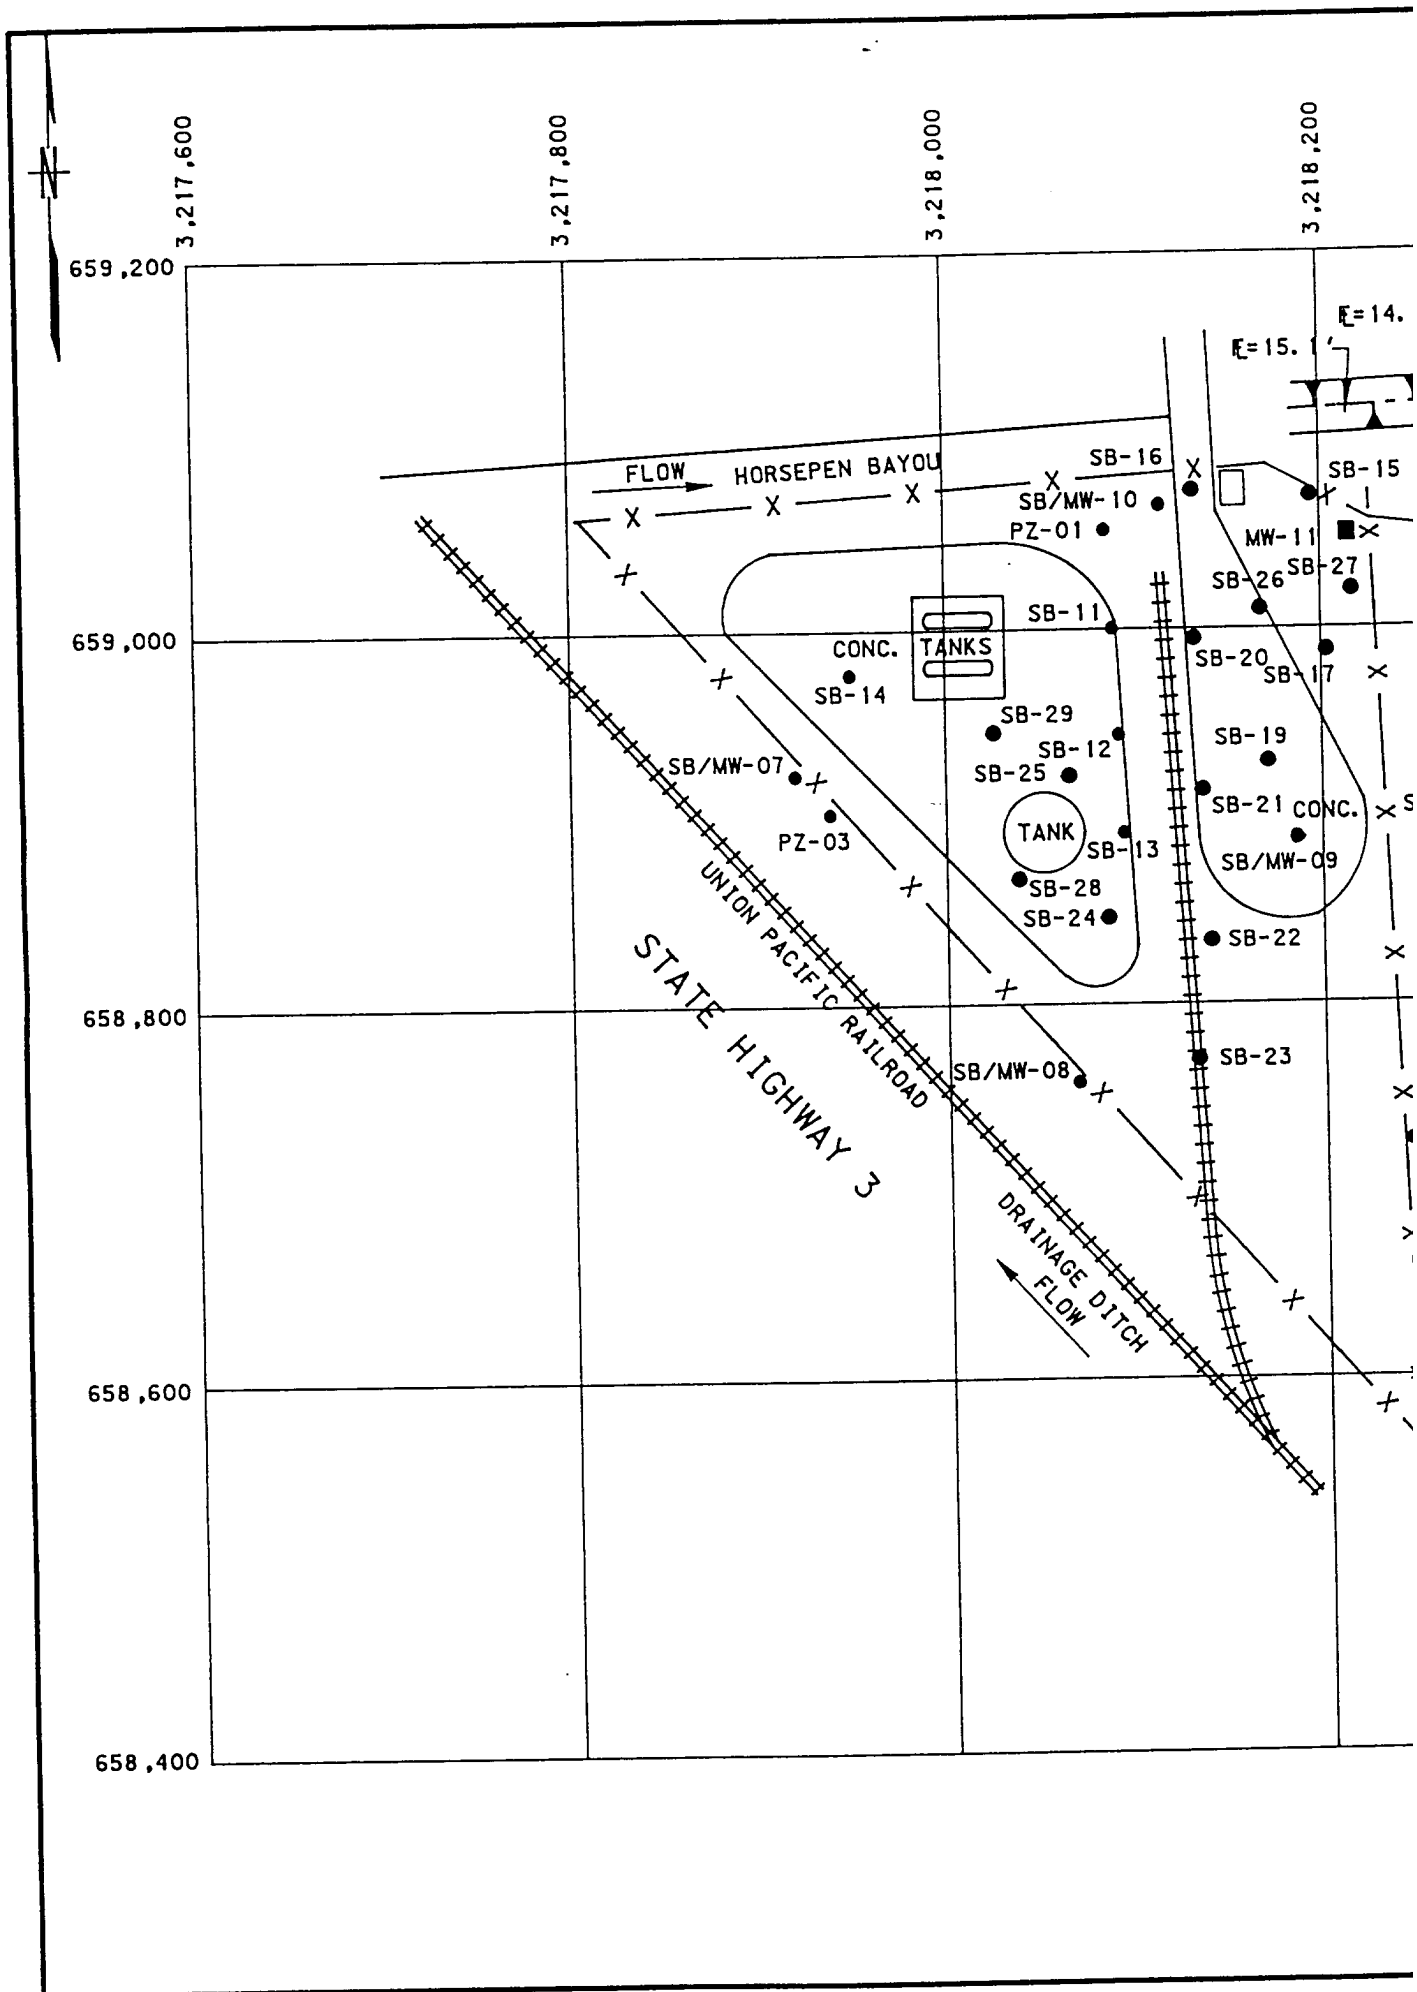 N
3,217,600
3,217,800
3,218,000
3,218,200
659,200
FL=14.
FL=15.1'
FLOW
HORSEPEN BAYOU
SB-16
SB-15
SB/MW-10
PZ-01
MW-11
SB-27
SB-26
SB-11
659,000
CONC.
TANKS
SB-20
SB-17
SB-14
SB-29
SB-12
SB-19
SB/MW-07
SB-25
SB-21
CONC.
S
PZ-03
TANK
SB-13
SB/MW-09
SB-28
SB-24
SB-22
UNION PACIFIC RAILROAD
STATE HIGHWAY 3
658,800
SB-23
SB/MW-08
DRAINAGE DITCH
FLOW
658,600
658,400